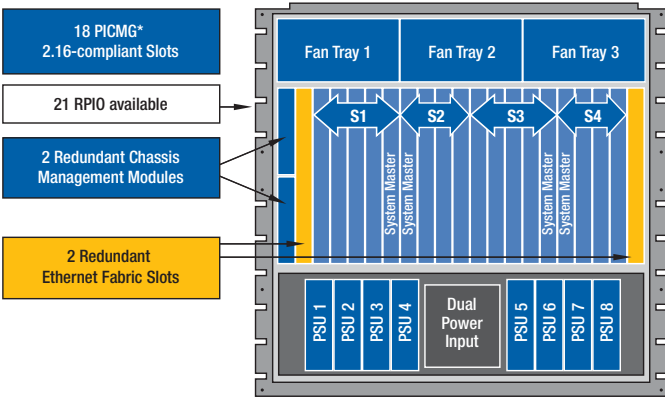 18 PICMG*
2.16-compliant Slots
21 RPIO available
2 Redundant Chassis
Management Modules
2 Redundant
Ethernet Fabric Slots
Fan Tray 1
Fan Tray 2
Fan Tray 3
S1
S2
S3
S4
System Master
System Master
System Master
System Master
PSU 1
PSU 2
PSU 3
PSU 4
Dual
Power
Input
PSU 5
PSU 6
PSU 7
PSU 8